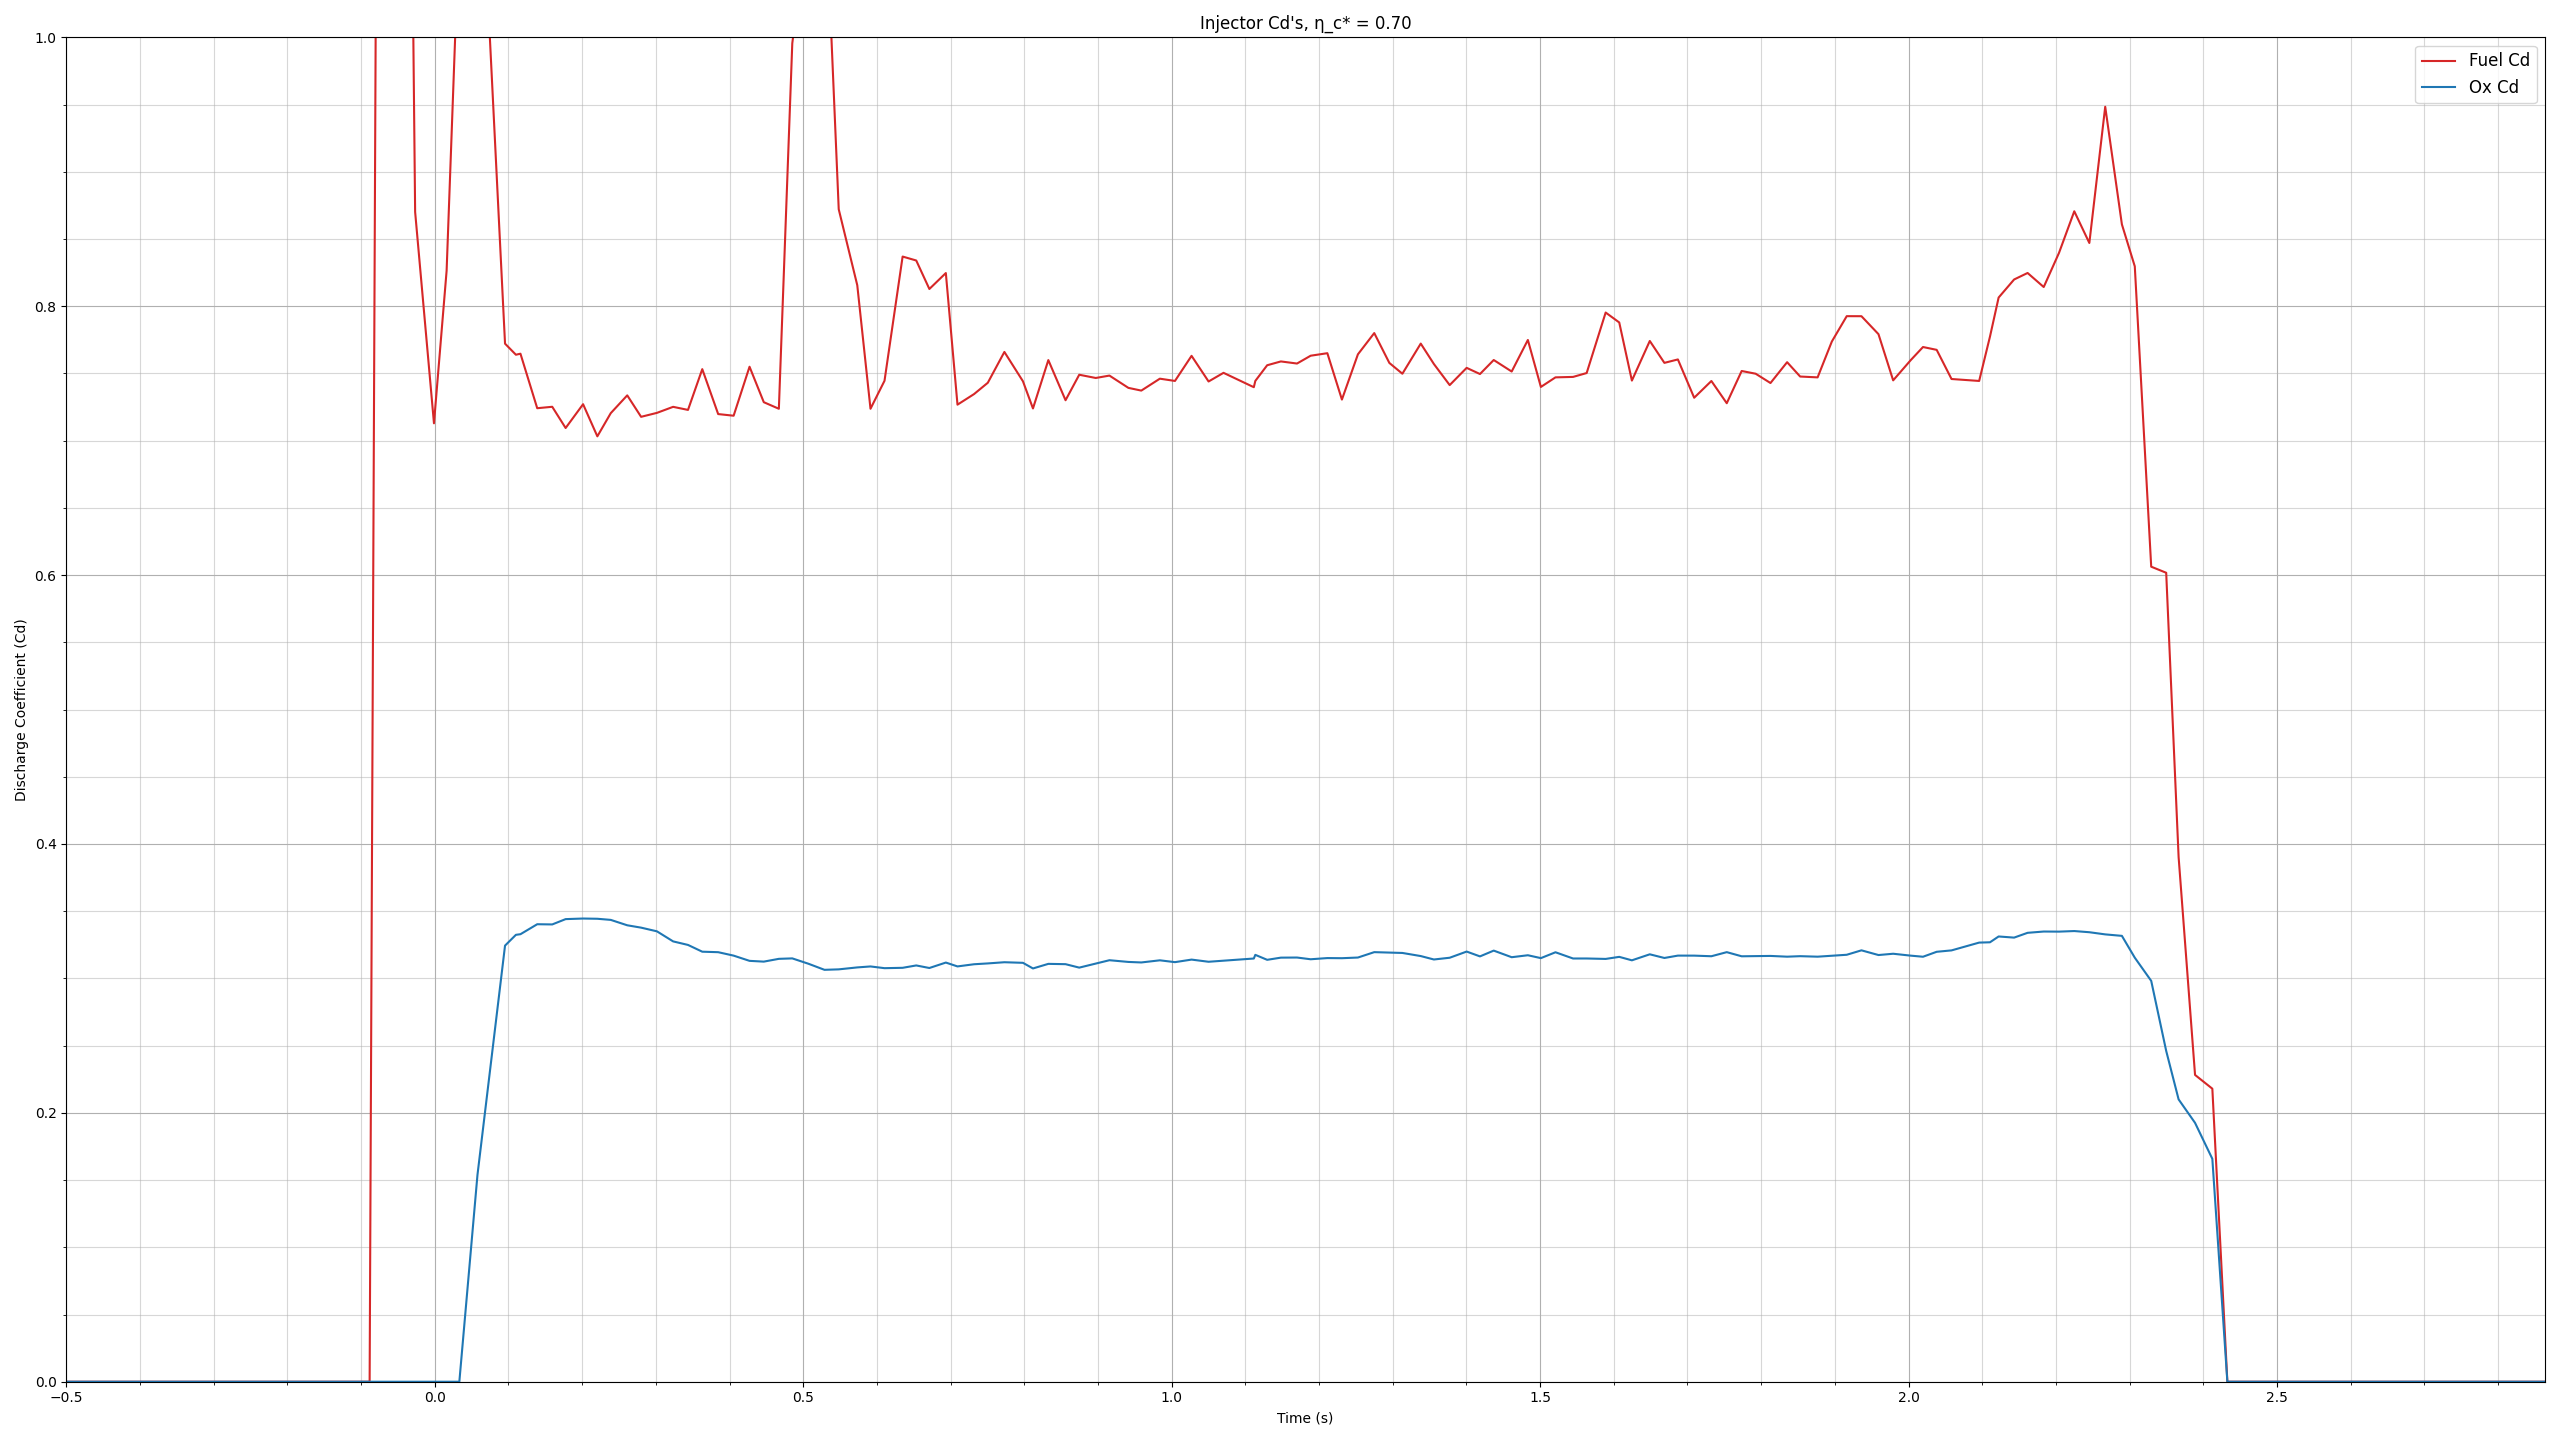 Injector Cd's, η_c* = 0.70
Fuel Cd
Ox Cd
Discharge Coefficient (Cd)
1.0
0.8
0.6
0.4
0.2
0.0
−0.5
0.0
0.5
1.0
1.5
2.0
2.5
Time (s)